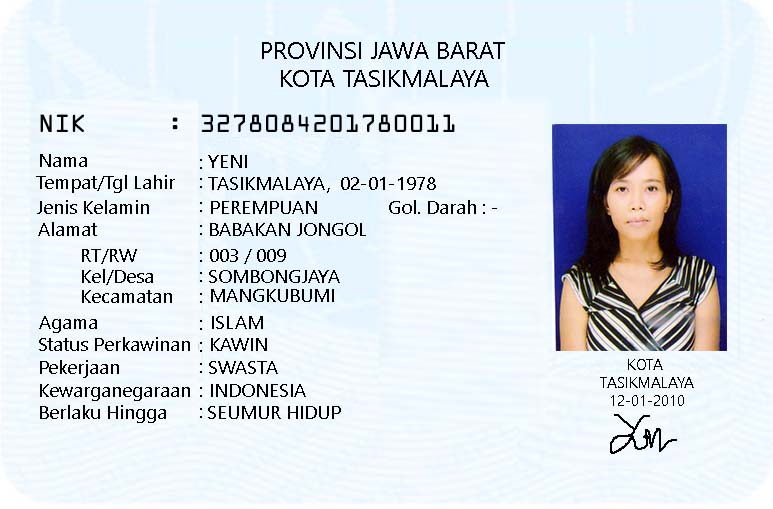 PROVINSI JAWA BARAT
KOTA TASIKMALAYA
NIK : 3278084201780011
Nama : YENI
Tempat/Tgl Lahir : TASIKMALAYA, 02-01-1978
Jenis Kelamin : PEREMPUAN Gol. Darah : -
Alamat : BABAKAN JONGOL
RT/RW : 003 / 009
Kel/Desa : SOMBONGJAYA
Kecamatan : MANGKUBUMI
Agama : ISLAM
Status Perkawinan : KAWIN
Pekerjaan : SWASTA
Kewarganegaraan : INDONESIA
Berlaku Hingga : SEUMUR HIDUP
KOTA
TASIKMALAYA
12-01-2010